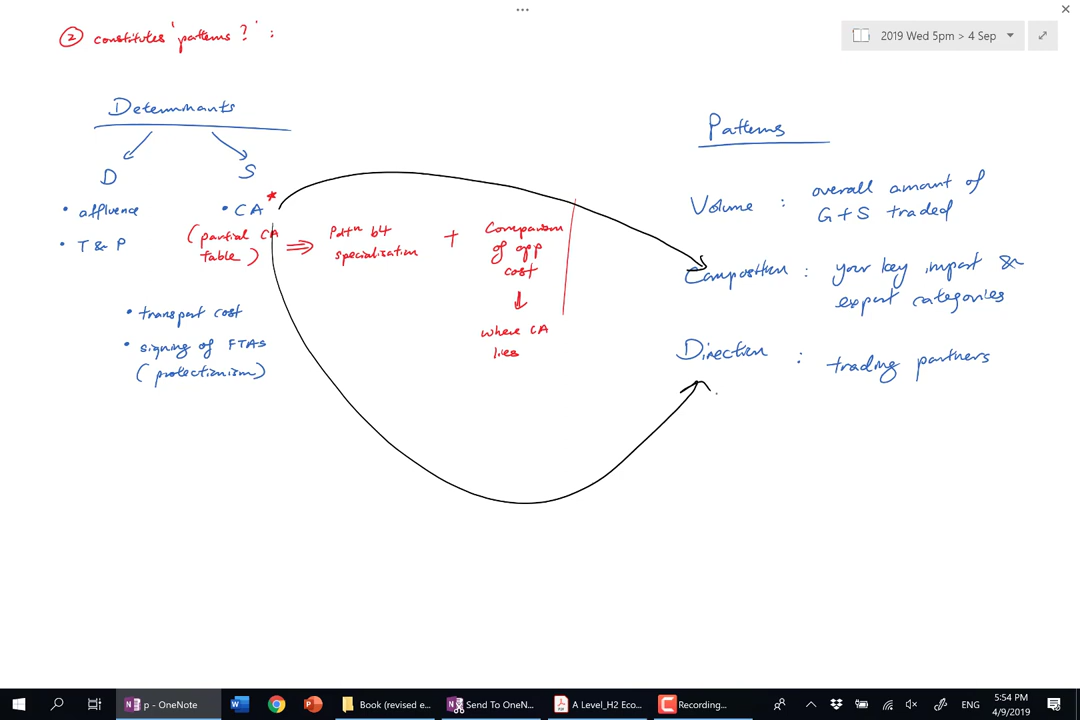 ② constitutes 'patterns?' :
2019 Wed 5pm > 4 Sep
Determinants
D
S
• affluence
• T & P
• CA *
(partial CA
table)
⇒
Pdtn b4
specialisation
+
Comparison
of opp
cost
↓
where CA
lies
• transport cost
• signing of FTAs
(protectionism)
Patterns
Volume : overall amount of
G + S traded
Composition : your key import &
export categories
Direction : trading partners
p - OneNote
Book (revised e...
Send To OneN...
A Level_H2 Eco...
Recording...
ENG
5:54 PM
4/9/2019